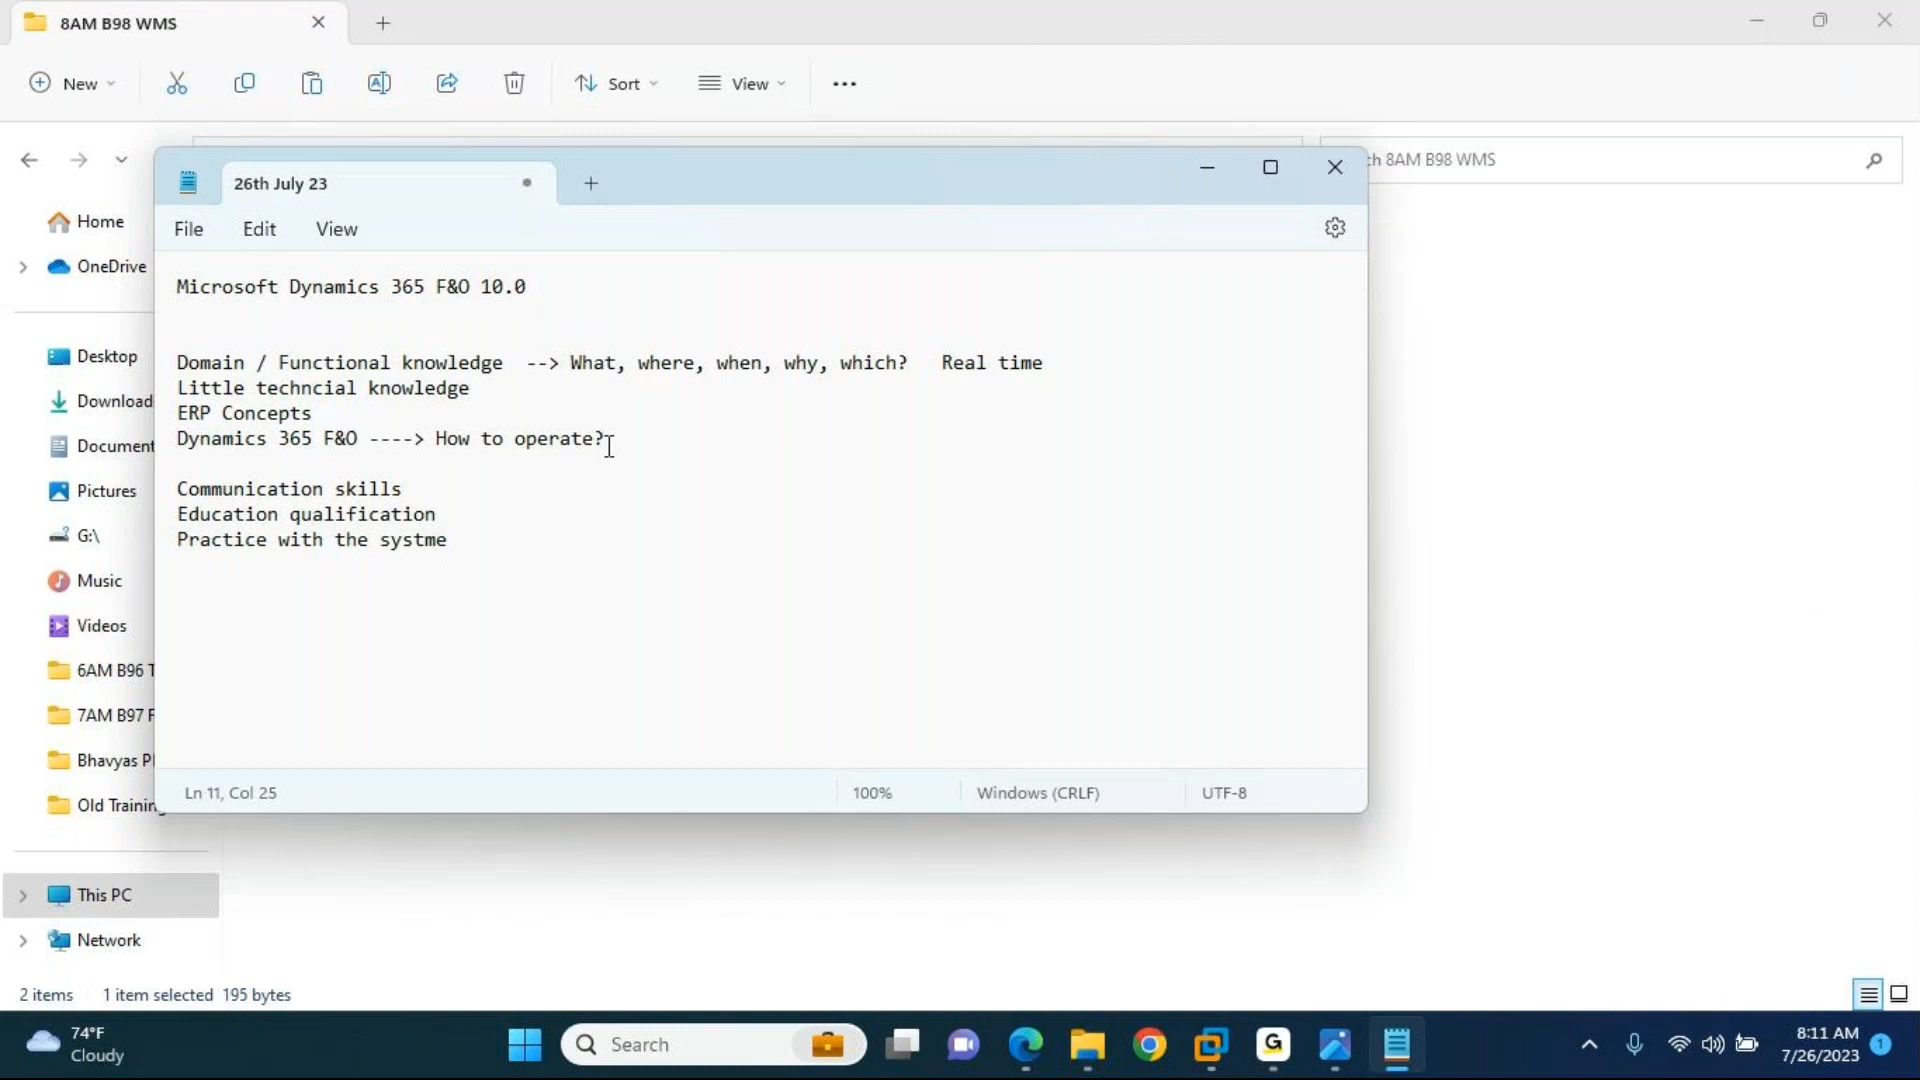 8AM B98 WMS
New
Sort
View
ch 8AM B98 WMS
26th July 23
File Edit View
Home
OneDrive
Desktop
Download
Document
Pictures
G:\
Music
Videos
6AM B96 T
7AM B97 F
Bhavyas P
Old Training
This PC
Network
Microsoft Dynamics 365 F&O 10.0
Domain / Functional knowledge --> What, where, when, why, which? Real time
Little techncial knowledge
ERP Concepts
Dynamics 365 F&O ----> How to operate?
Communication skills
Education qualification
Practice with the systme
Ln 11, Col 25 100% Windows (CRLF) UTF-8
2 items 1 item selected 195 bytes
74°F
Cloudy
Search
G
8:11 AM
7/26/2023
1